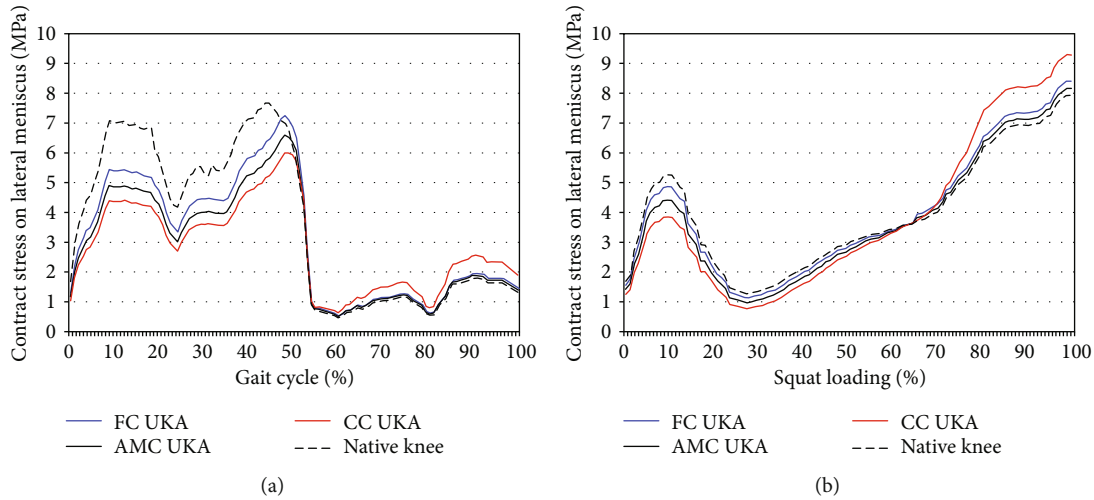 Contract stress on lateral meniscus (MPa)
10
9
8
7
6
5
4
3
2
1
0
0 10 20 30 40 50 60 70 80 90 100
Gait cycle (%)
FC UKA CC UKA
AMC UKA Native knee
(a)
Contract stress on lateral meniscus (MPa)
10
9
8
7
6
5
4
3
2
1
0
0 10 20 30 40 50 60 70 80 90 100
Squat loading (%)
FC UKA CC UKA
AMC UKA Native knee
(b)